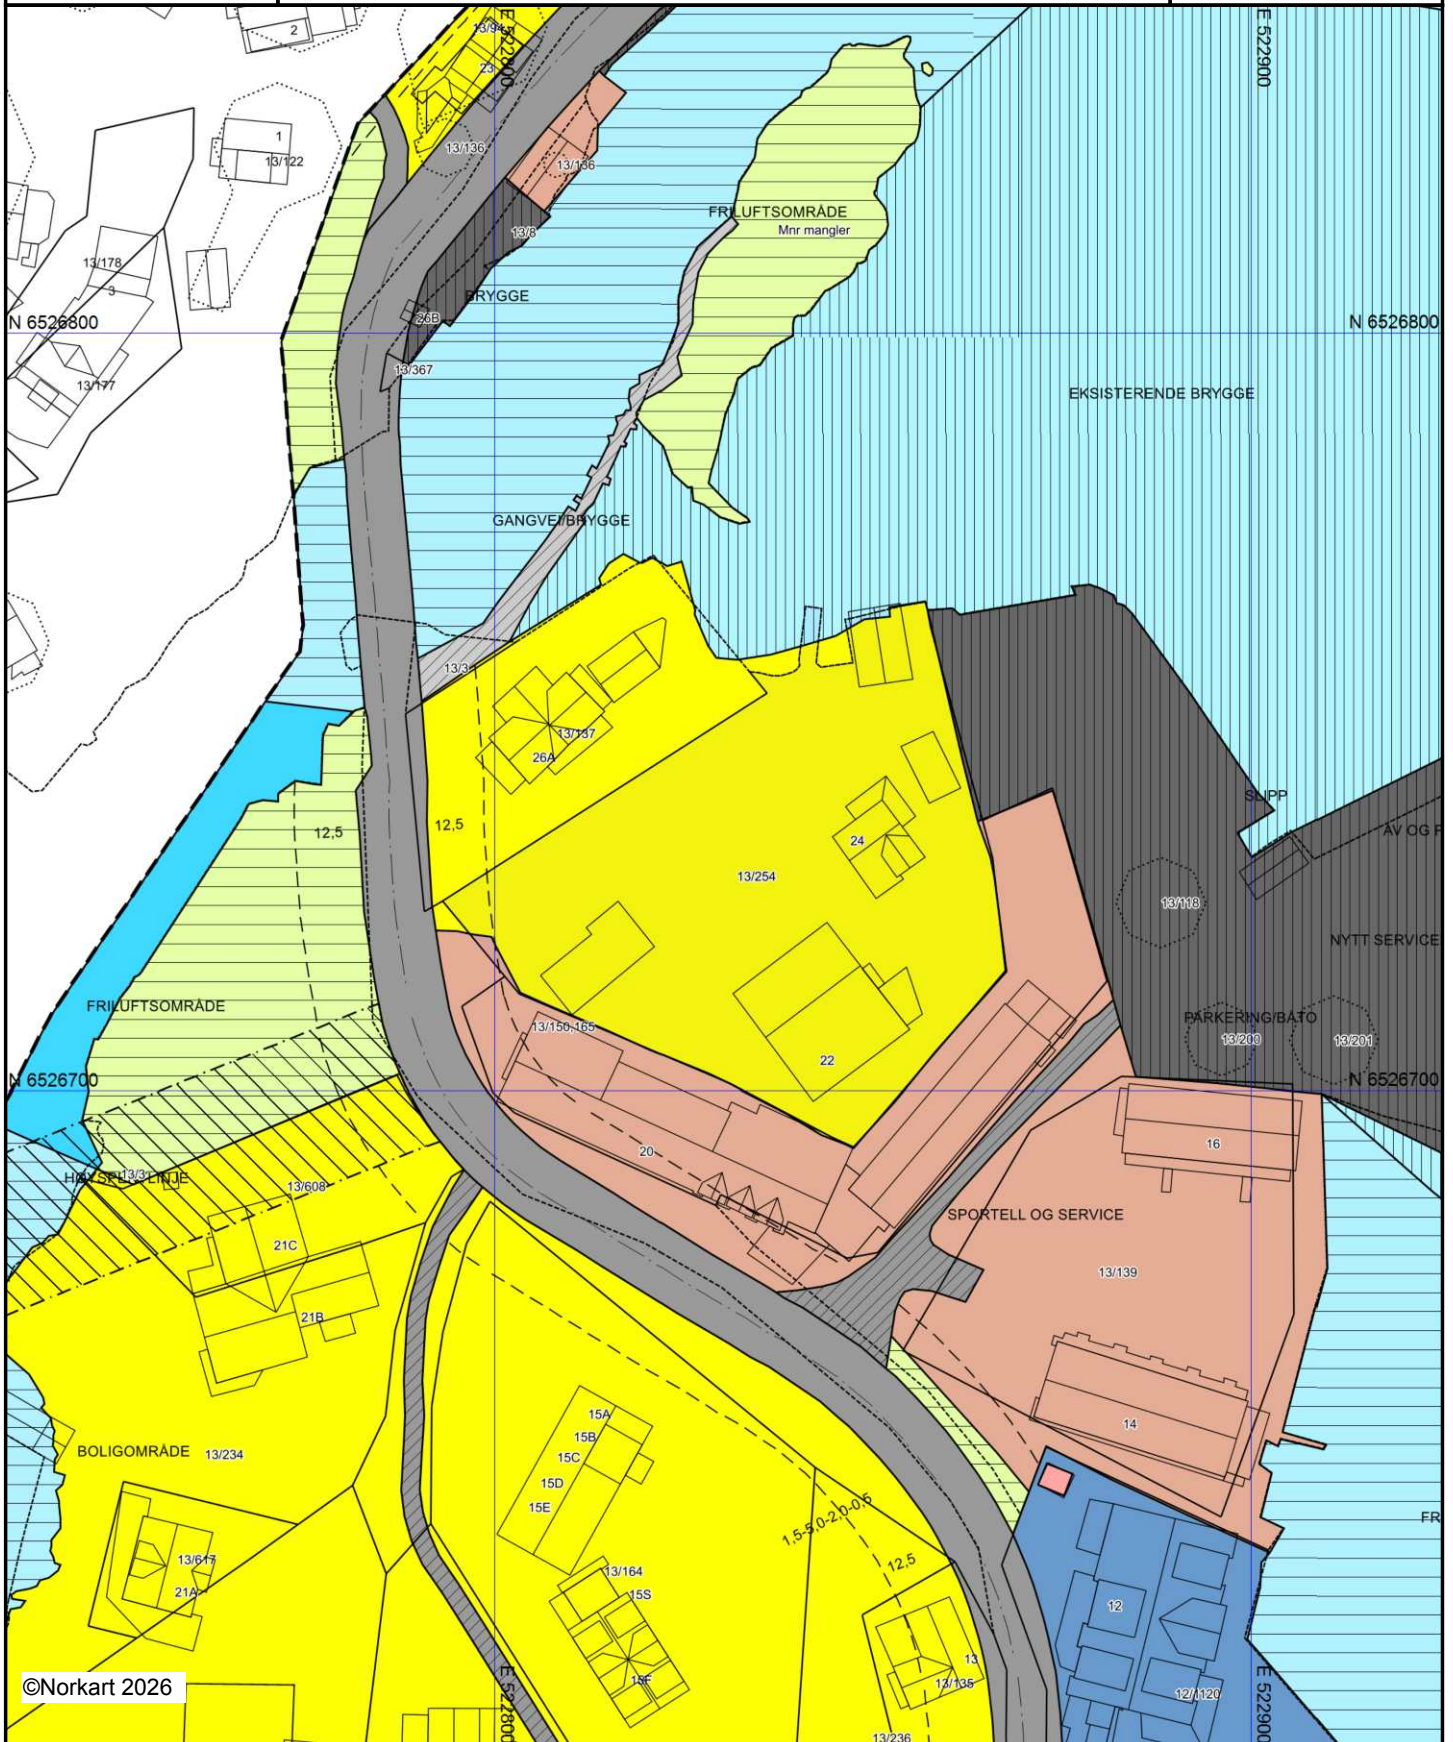 2
13/94
23
E 522800
E 522900
1
13/122
13/136
13/136
FRILUFTSOMRÅDE
Mnr mangler
13/8
13/178
3
BRYGGE
26B
N 6526800
N 6526800
13/367
13/177
EKSISTERENDE BRYGGE
GANGVEI/BRYGGE
13/3
13/137
26A
SLIPP
12,5
12,5
AV OG
24
13/254
13/118
NYTT SERVICE
FRILUFTSOMRÅDE
PARKERING/BÅTO
13/150,165
13/200
13/201
22
N 6526700
N 6526700
20
16
13/3
13/608
SPORTELL OG SERVICE
21C
13/139
21B
15A
14
15B
BOLIGOMRÅDE
13/234
15C
15D
15E
1,5-5,0-2,0-0,5
FR
12,5
13/617
13/164
21A
15S
12
13
15F
13/135
12/1120
©Norkart 2026
E 522800
E 522900
13/236